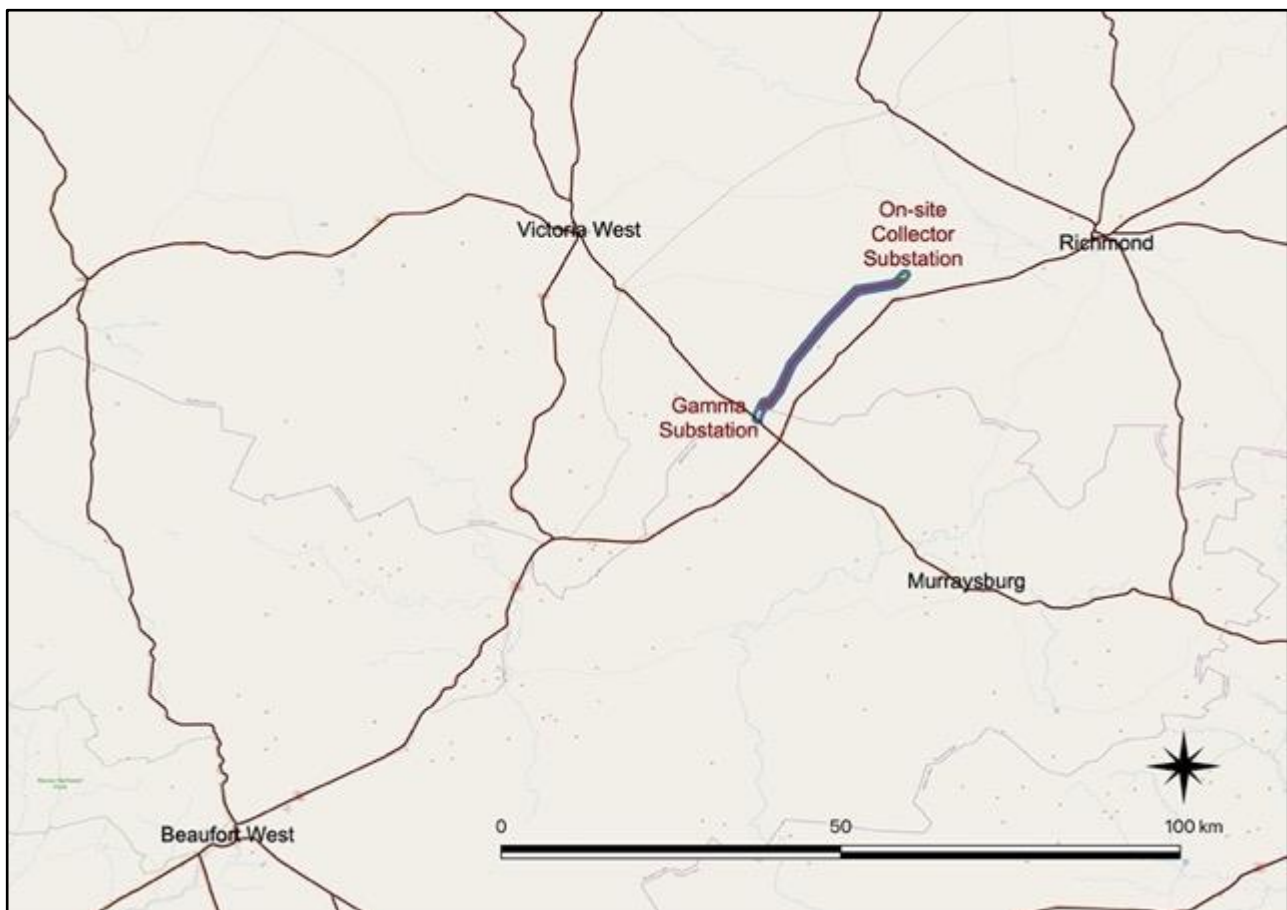 On-site
Collector
Substation
Victoria West
Richmond
Gamma
Substation
Murraysburg
0
50
100 km
Beaufort West